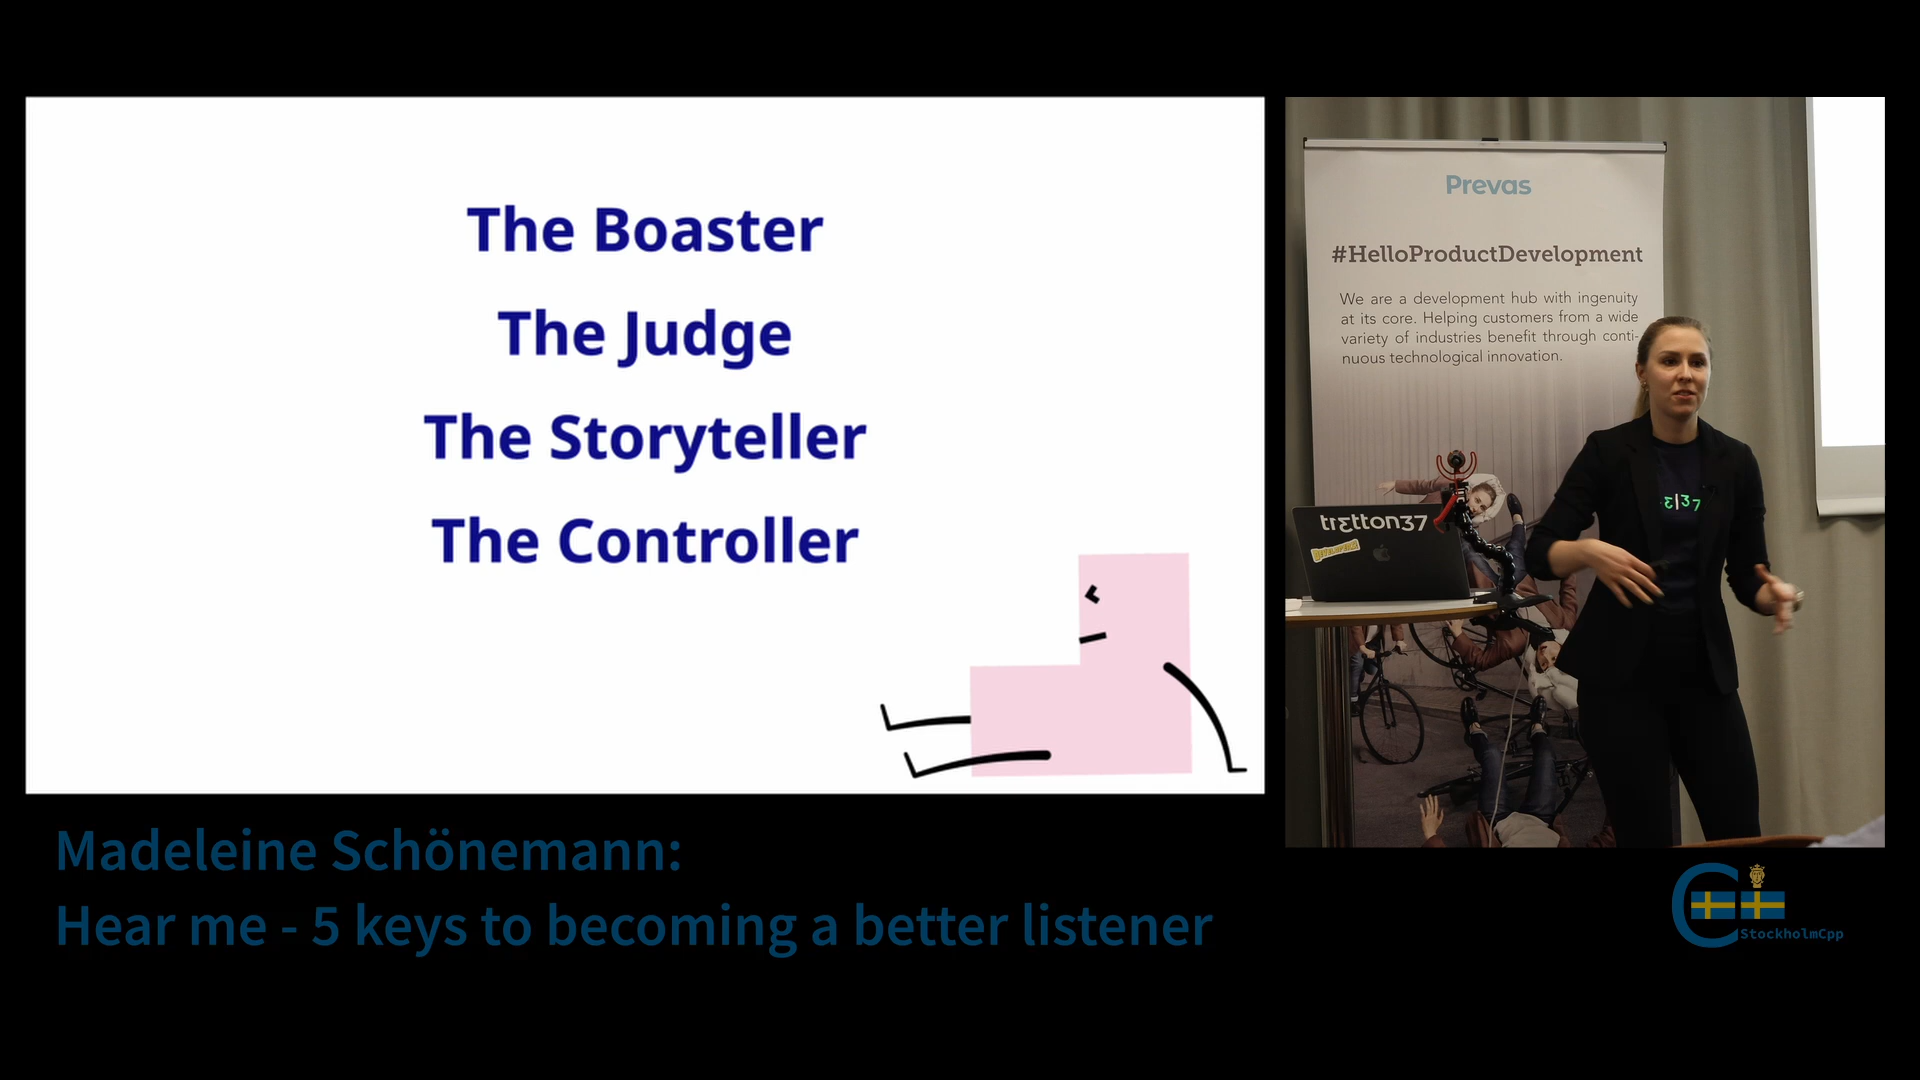 The Boaster
The Judge
The Storyteller
The Controller
Prevas
#HelloProductDevelopment
We are a development hub with ingenuity
at its core. Helping customers from a wide
variety of industries benefit through conti-
nuous technological innovation.
trɛtton37
ɛ|37
Madeleine Schönemann:
Hear me - 5 keys to becoming a better listener
StockholmCpp